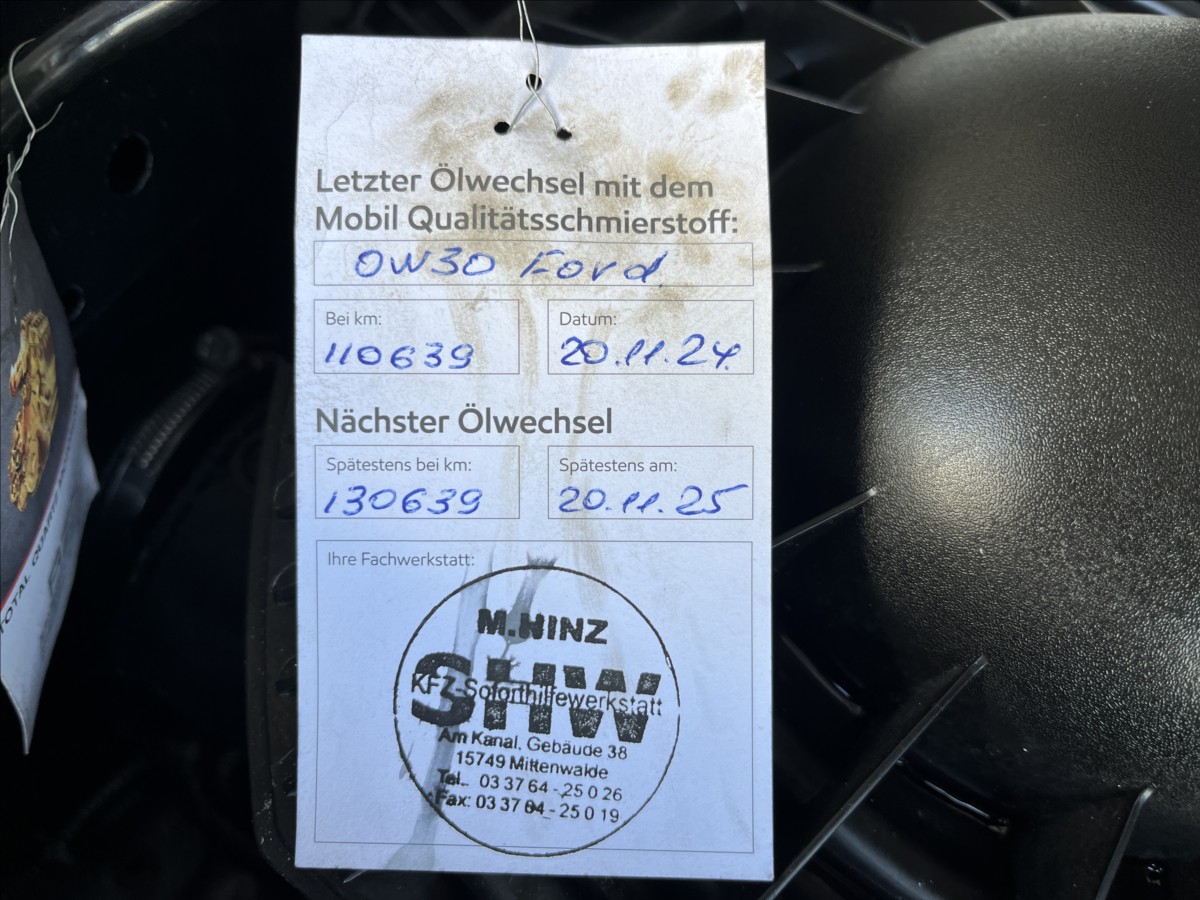 Letzter Ölwechsel mit dem
Mobil Qualitätsschmierstoff:
0W30 Ford
Bei km:
110639
Datum:
20.11.24.
Nächster Ölwechsel
Spätestens bei km:
130639
Spätestens am:
20.11.25
Ihre Fachwerkstatt:
M.HINZ
SHW
KFZ-Soforthilfewerkstatt
Am Kanal, Gebäude 38
15749 Mittenwalde
Tel.. 03 37 64 - 25 0 26
Fax: 03 37 64 - 25 0 19
TOTAL QUAR